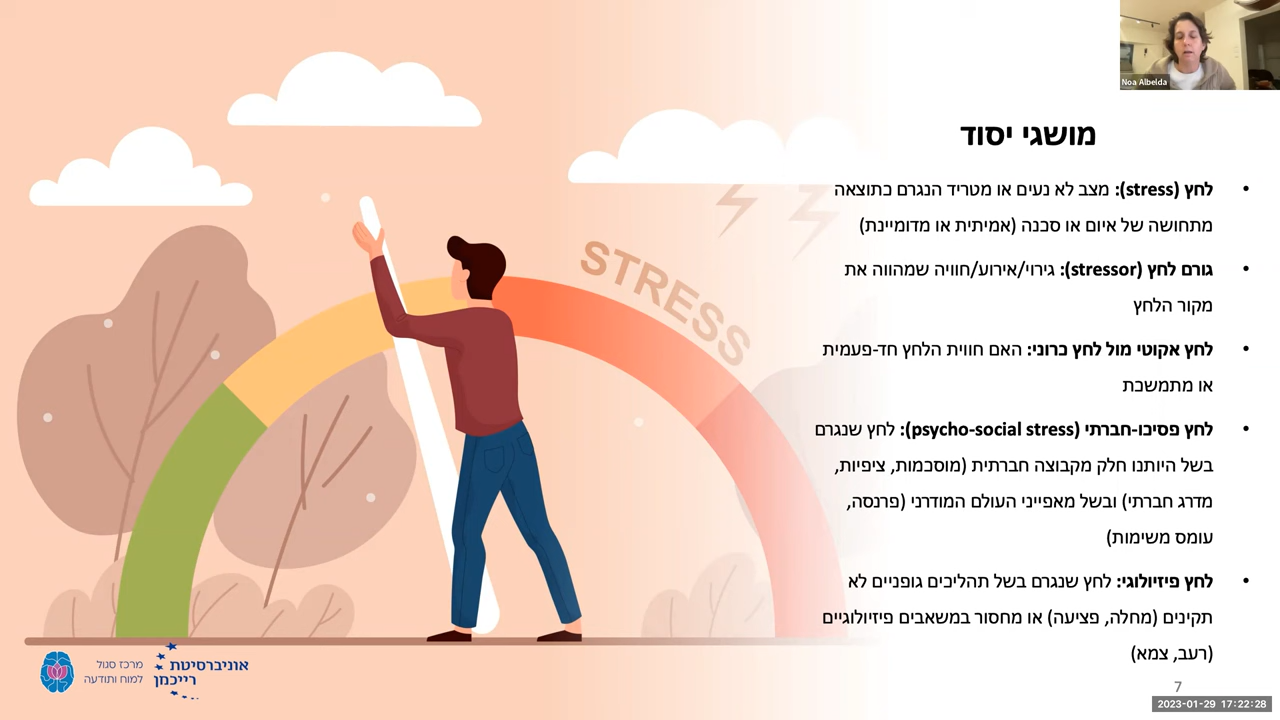 Noa Albelda
מושגי יסוד
• לחץ (stress): מצב לא נעים או מטריד הנגרם כתוצאה
מתחושה של איום או סכנה (אמיתית או מדומיינת)
• גורם לחץ (stressor): גירוי/אירוע/חוויה שמהווה את
מקור הלחץ
• לחץ אקוטי מול לחץ כרוני: האם חווית הלחץ חד-פעמית
או מתמשכת
• לחץ פסיכו-חברתי (psycho-social stress): לחץ שנגרם
בשל היותנו חלק מקבוצה חברתית (מוסכמות, ציפיות,
מדרג חברתי) ובשל מאפייני העולם המודרני (פרנסה,
עומס משימות)
• לחץ פיזיולוגי: לחץ שנגרם בשל תהליכים גופניים לא
תקינים (מחלה, פציעה) או מחסור במשאבים פיזיולוגיים
(רעב, צמא)
STRESS
אוניברסיטת
רייכמן
מרכז סגול
למוח ותודעה
7
2023-01-29 17:22:28